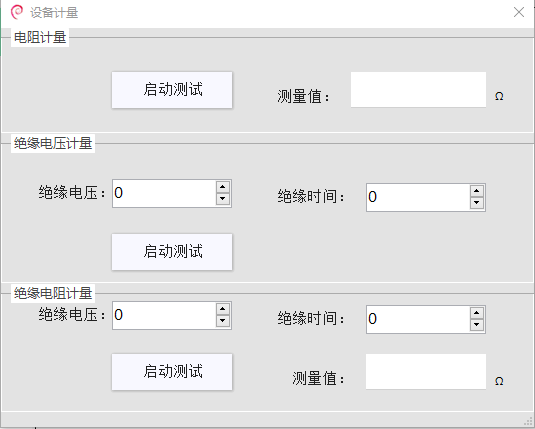 设备计量
电阻计量
启动测试 测量值： Ω
绝缘电压计量
绝缘电压： 0 绝缘时间： 0
启动测试
绝缘电阻计量
绝缘电压： 0 绝缘时间： 0
启动测试 测量值： Ω